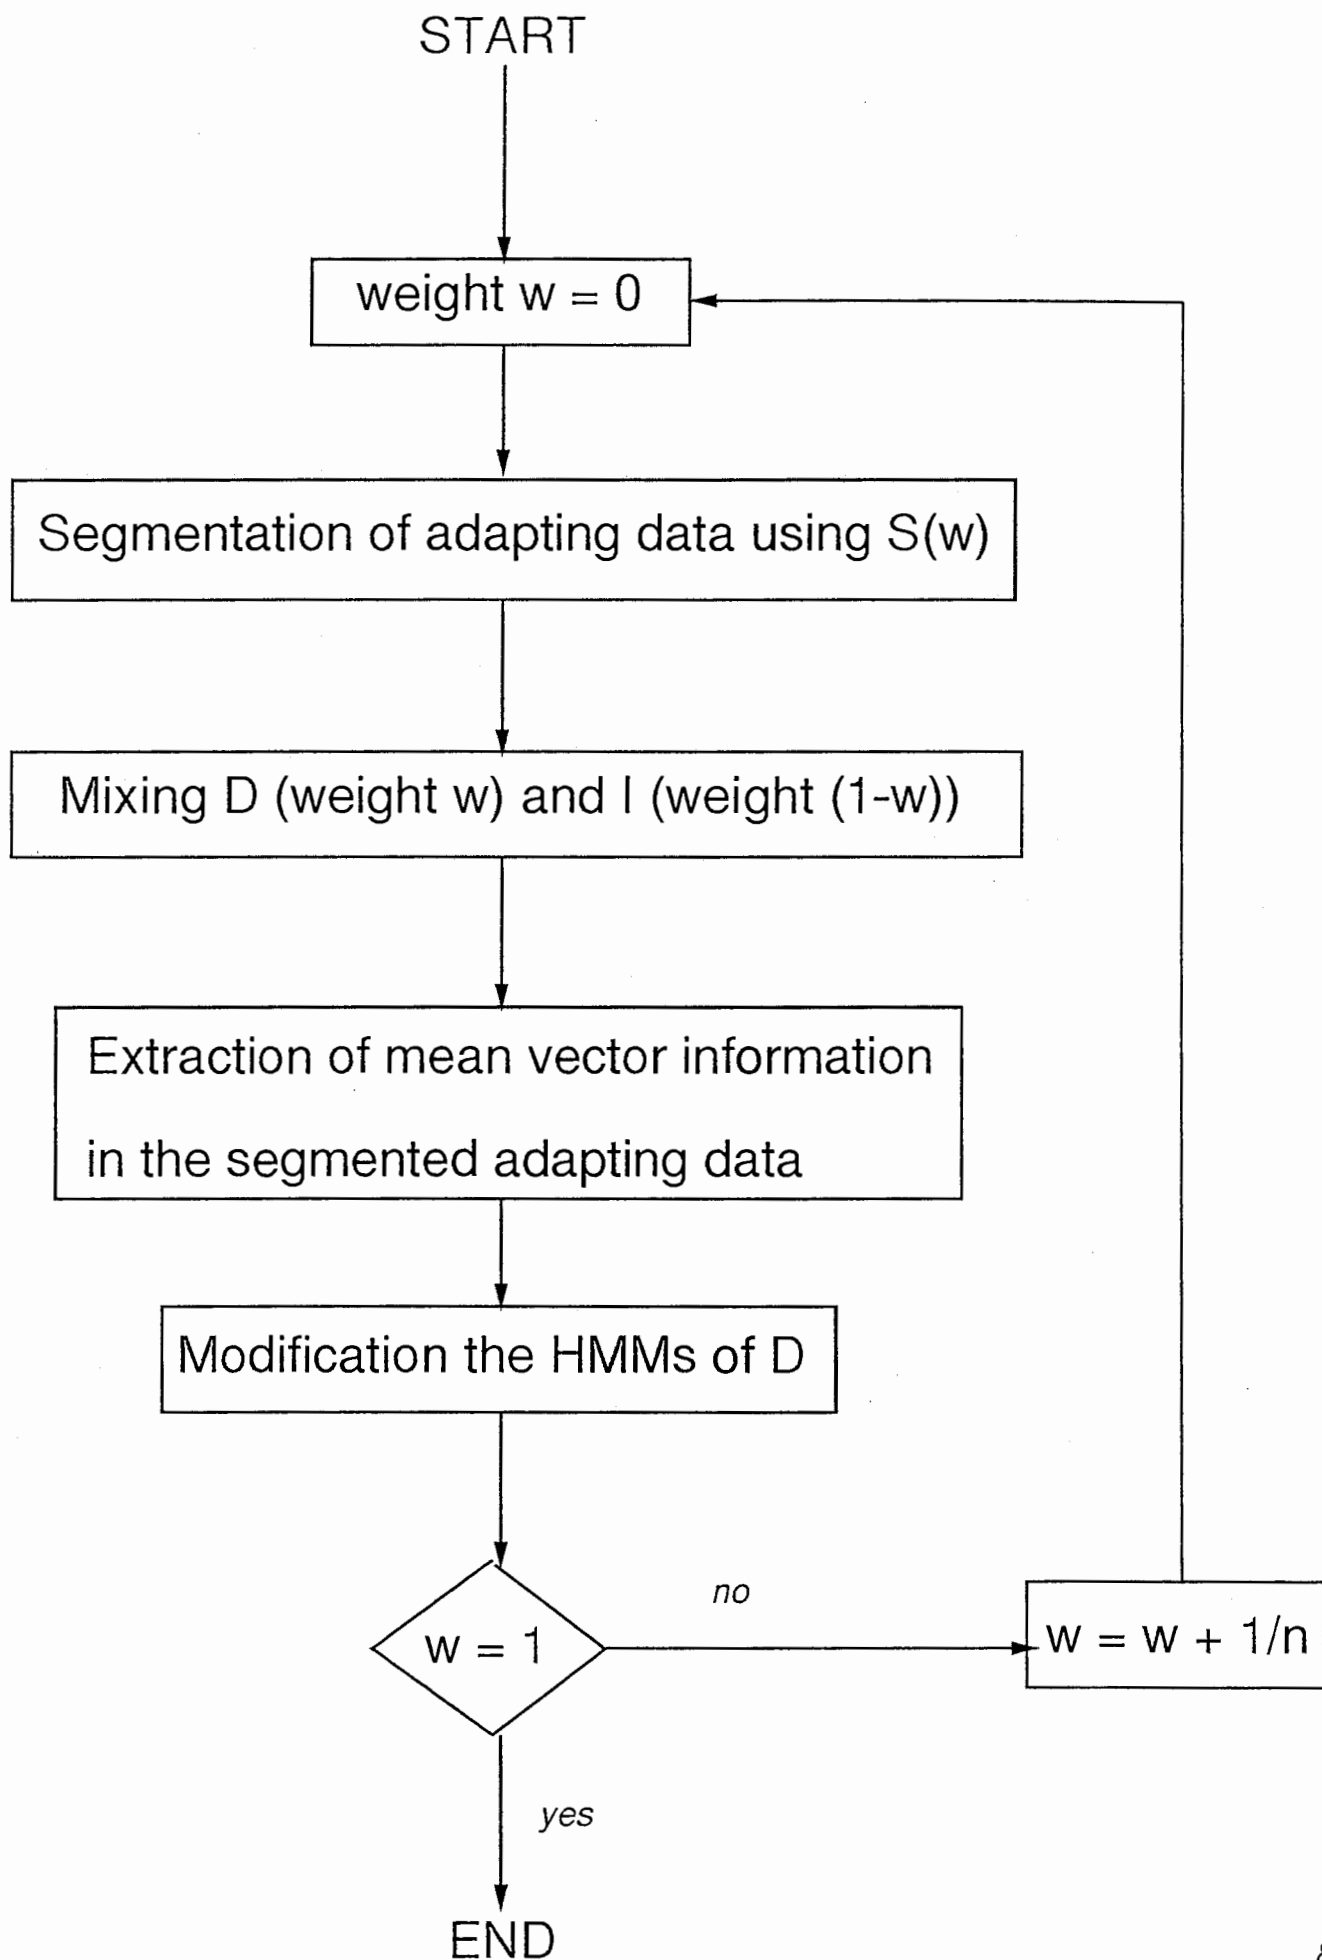 START
weight w = 0
Segmentation of adapting data using S(w)
Mixing D (weight w) and I (weight (1-w))
Extraction of mean vector information
in the segmented adapting data
Modification the HMMs of D
w = 1
no
w = w + 1/n
yes
END